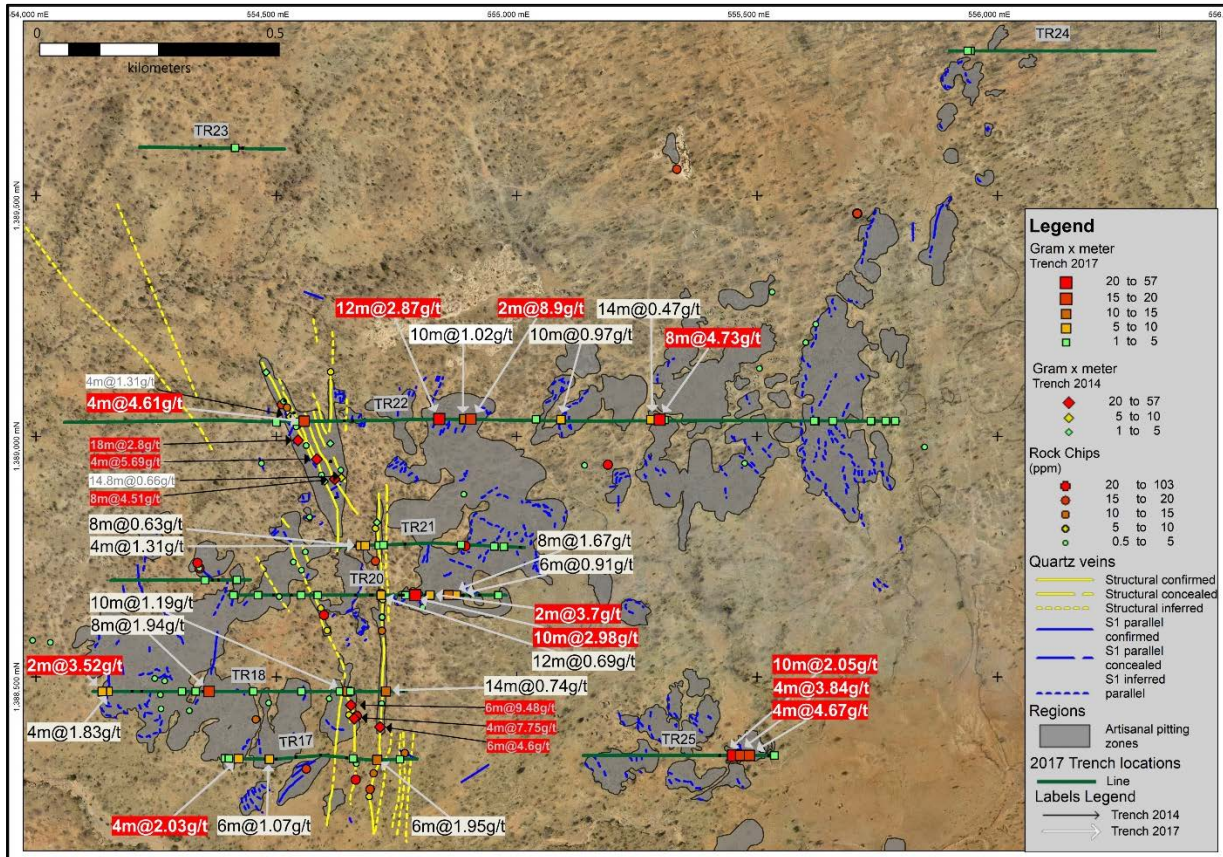 554,000 mE
554,500 mE
555,000 mE
555,500 mE
556,000 mE
0
0.5
kilometers
TR24
TR23
1,389,500 mN
12m@2.87g/t
2m@8.9g/t
14m@0.47g/t
10m@1.02g/t
10m@0.97g/t
8m@4.73g/t
4m@1.31g/t
4m@4.61g/t
TR22
1,389,000 mN
18m@2.8g/t
4m@5.69g/t
14.8m@0.66g/t
8m@4.51g/t
8m@0.63g/t
4m@1.31g/t
TR21
8m@1.67g/t
6m@0.91g/t
TR20
10m@1.19g/t
8m@1.94g/t
2m@3.7g/t
10m@2.98g/t
12m@0.69g/t
2m@3.52g/t
TR18
14m@0.74g/t
1,388,500 mN
6m@9.48g/t
4m@7.75g/t
6m@4.6g/t
4m@1.83g/t
TR17
10m@2.05g/t
4m@3.84g/t
4m@4.67g/t
TR25
4m@2.03g/t
6m@1.07g/t
6m@1.95g/t
Legend
Gram x meter
Trench 2017
20 to 57
15 to 20
10 to 15
5 to 10
1 to 5
Gram x meter
Trench 2014
20 to 57
5 to 10
1 to 5
Rock Chips
(ppm)
20 to 103
15 to 20
10 to 15
5 to 10
0.5 to 5
Quartz veins
Structural confirmed
Structural concealed
Structural inferred
S1 parallel
confirmed
S1 parallel
concealed
S1 inferred
parallel
Regions
Artisanal pitting
zones
2017 Trench locations
Line
Labels Legend
Trench 2014
Trench 2017